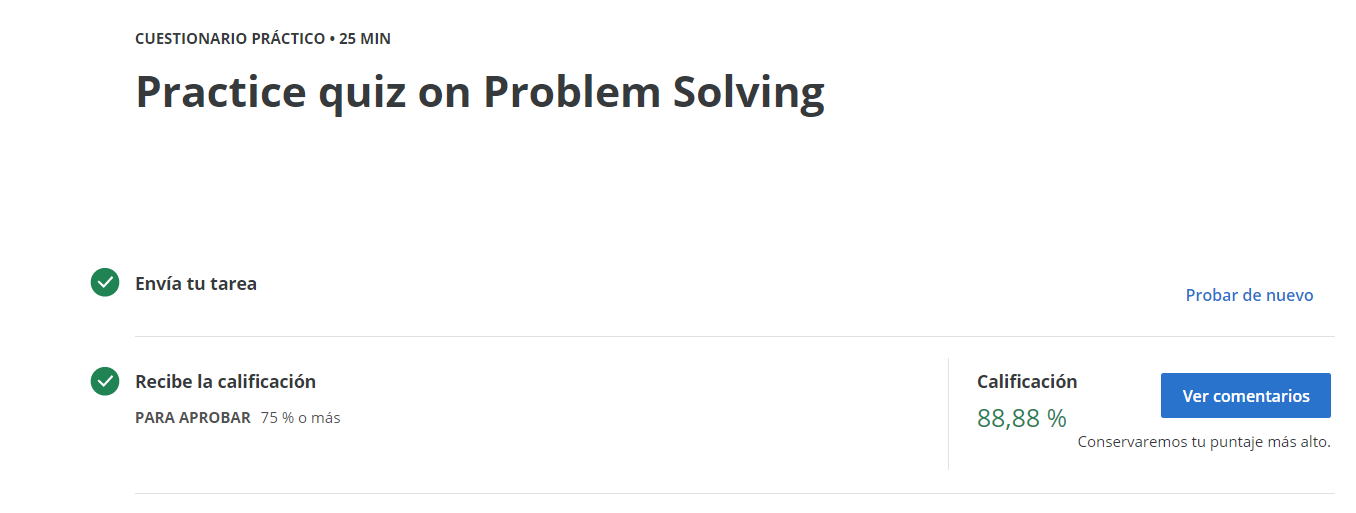 CUESTIONARIO PRÁCTICO • 25 MIN
Practice quiz on Problem Solving
Envía tu tarea
Probar de nuevo
Recibe la calificación
PARA APROBAR 75 % o más
Calificación
88,88 %
Ver comentarios
Conservaremos tu puntaje más alto.